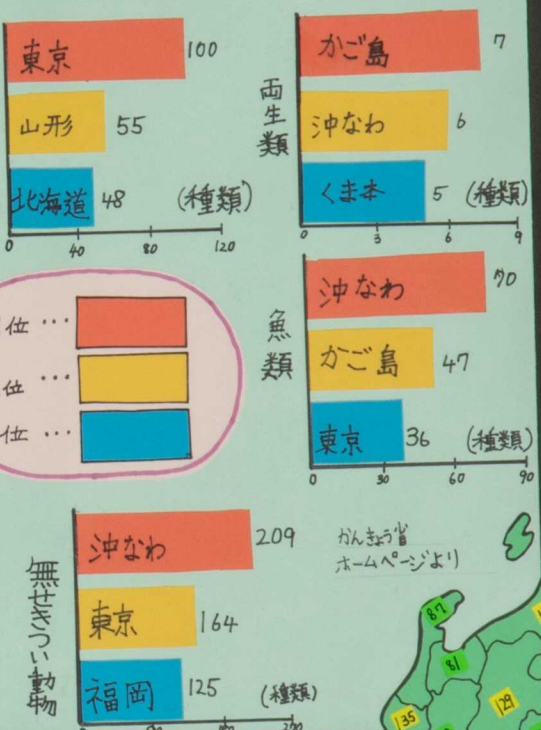 東京 100
山形 55
北海道 48 (種類)
0 40 80 120
両生類
かご島 7
沖なわ 6
くま本 5 (種類)
0 3 6 9
位…
位…
位…
魚類
沖なわ 70
かご島 47
東京 36 (種類)
0 30 60 90
無せきつい動物
沖なわ 209
東京 164
福岡 125 (種類)
かんきょう省
ホームページより
87
81
129
135